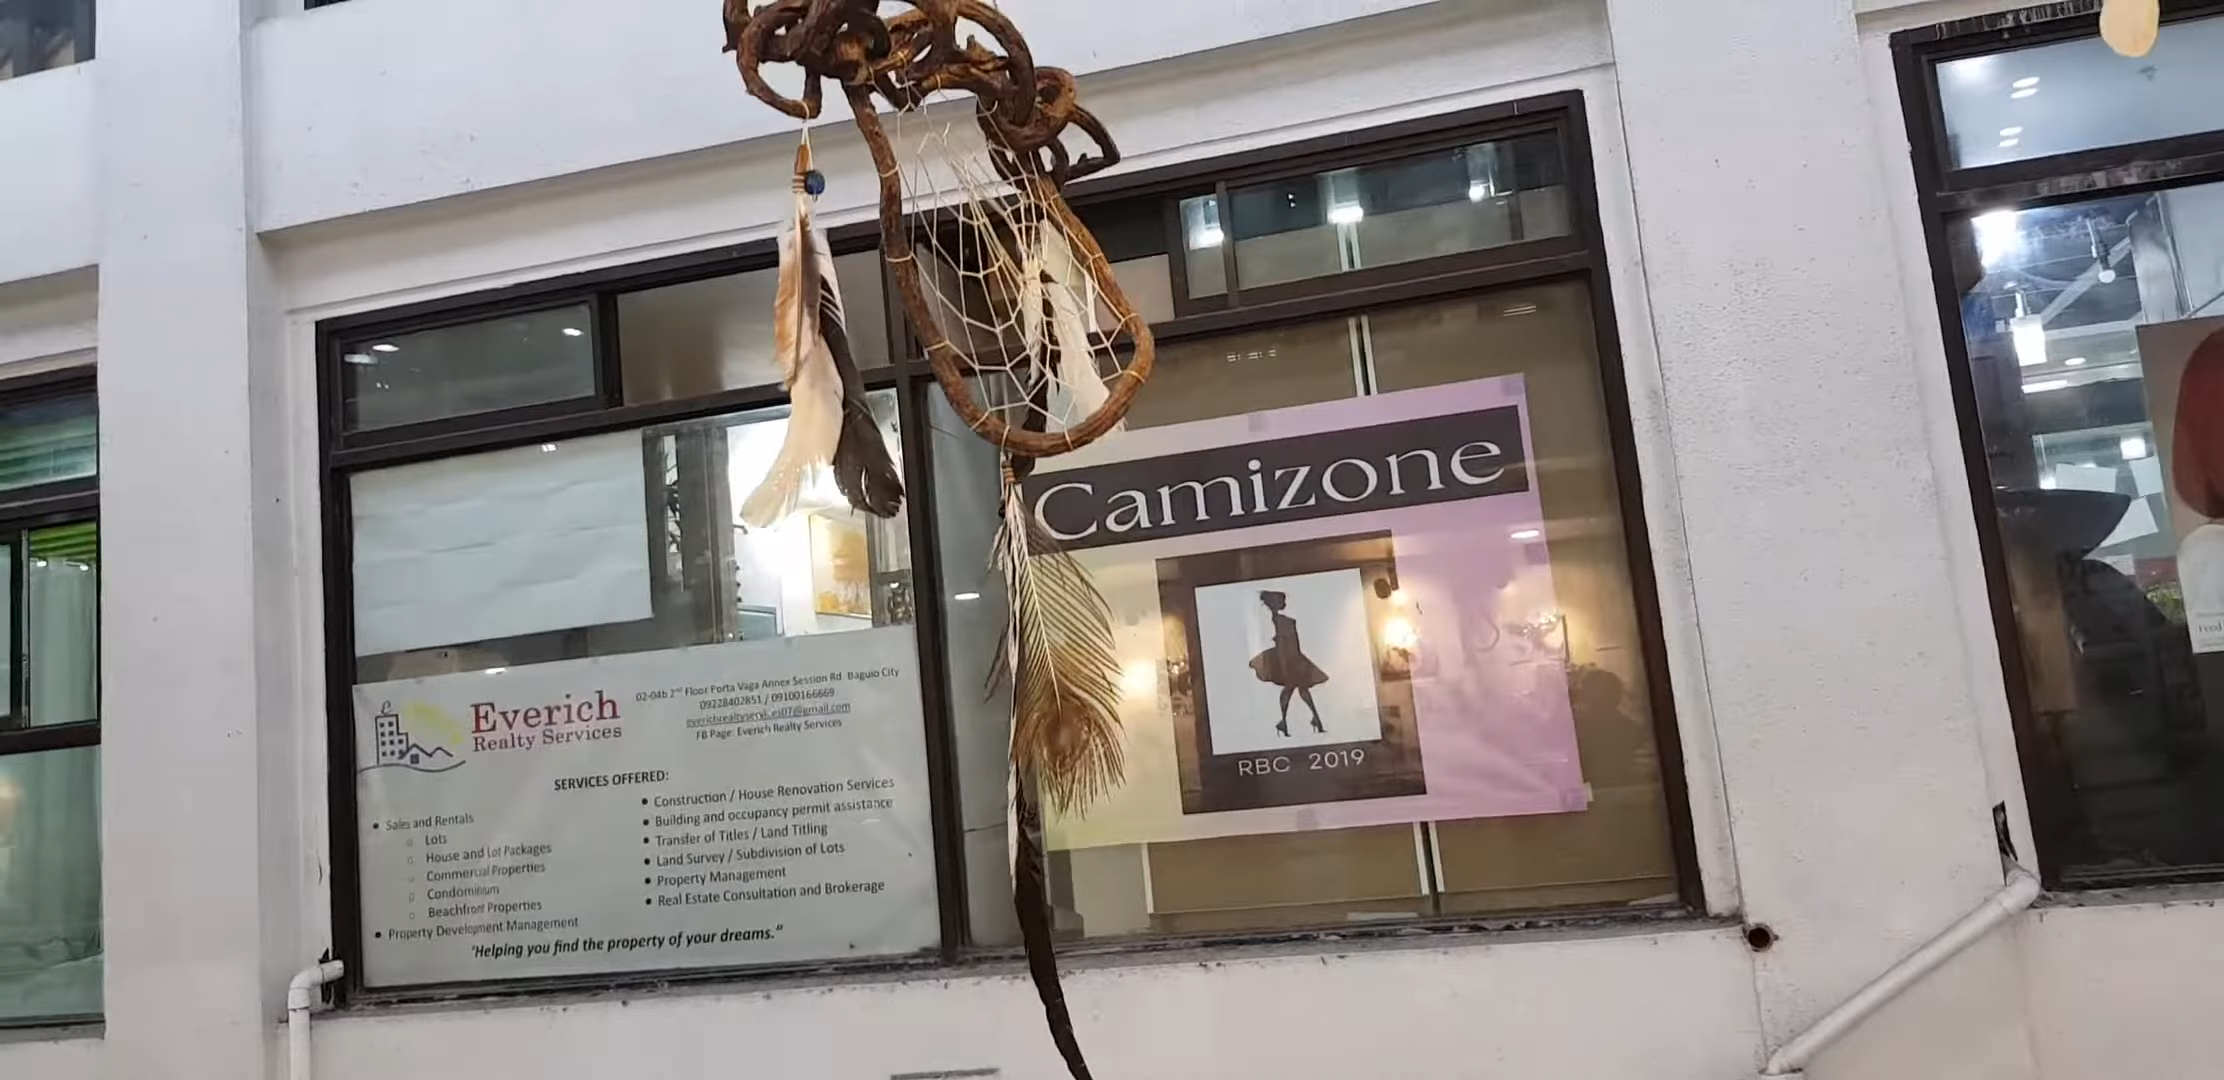 Everich
Realty Services
02-04b 2nd Floor Porta Vaga Annex Session Rd Baguio City
09228402851 / 09100166669
everichrealtyservices07@gmail.com
FB Page: Everich Realty Services
SERVICES OFFERED:
• Sales and Rentals
o Lots
o House and Lot Packages
o Commercial Properties
o Condominium
o Beachfront Properties
• Property Development Management
• Construction / House Renovation Services
• Building and occupancy permit assistance
• Transfer of Titles / Land Titling
• Land Survey / Subdivision of Lots
• Property Management
• Real Estate Consultation and Brokerage
"Helping you find the property of your dreams."
Camizone
RBC 2019